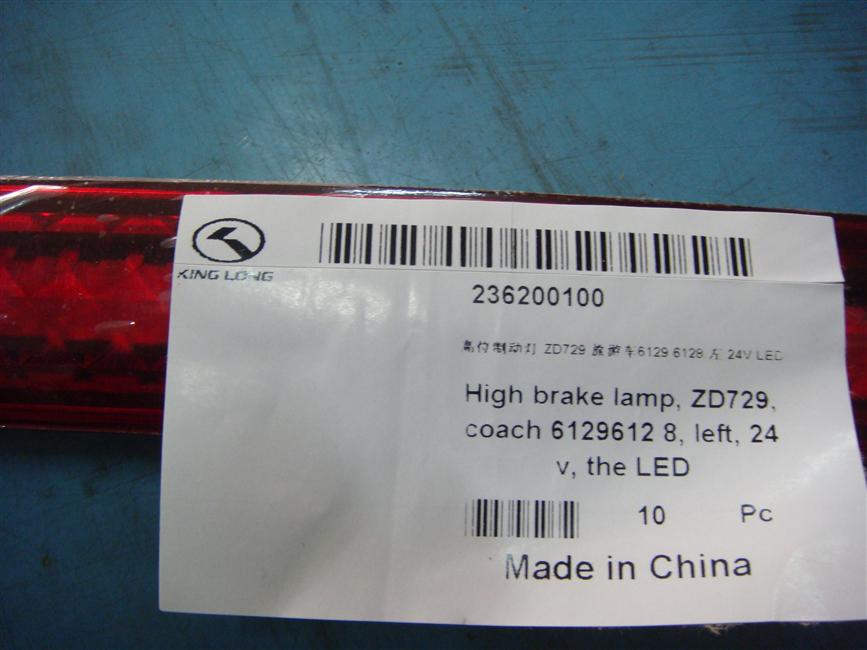 KING LONG
236200100
高位制动灯 ZD729 旅游车6129 6128 左 24V LED
High brake lamp, ZD729,
coach 6129612 8, left, 24
v, the LED
10 Pc
Made in China